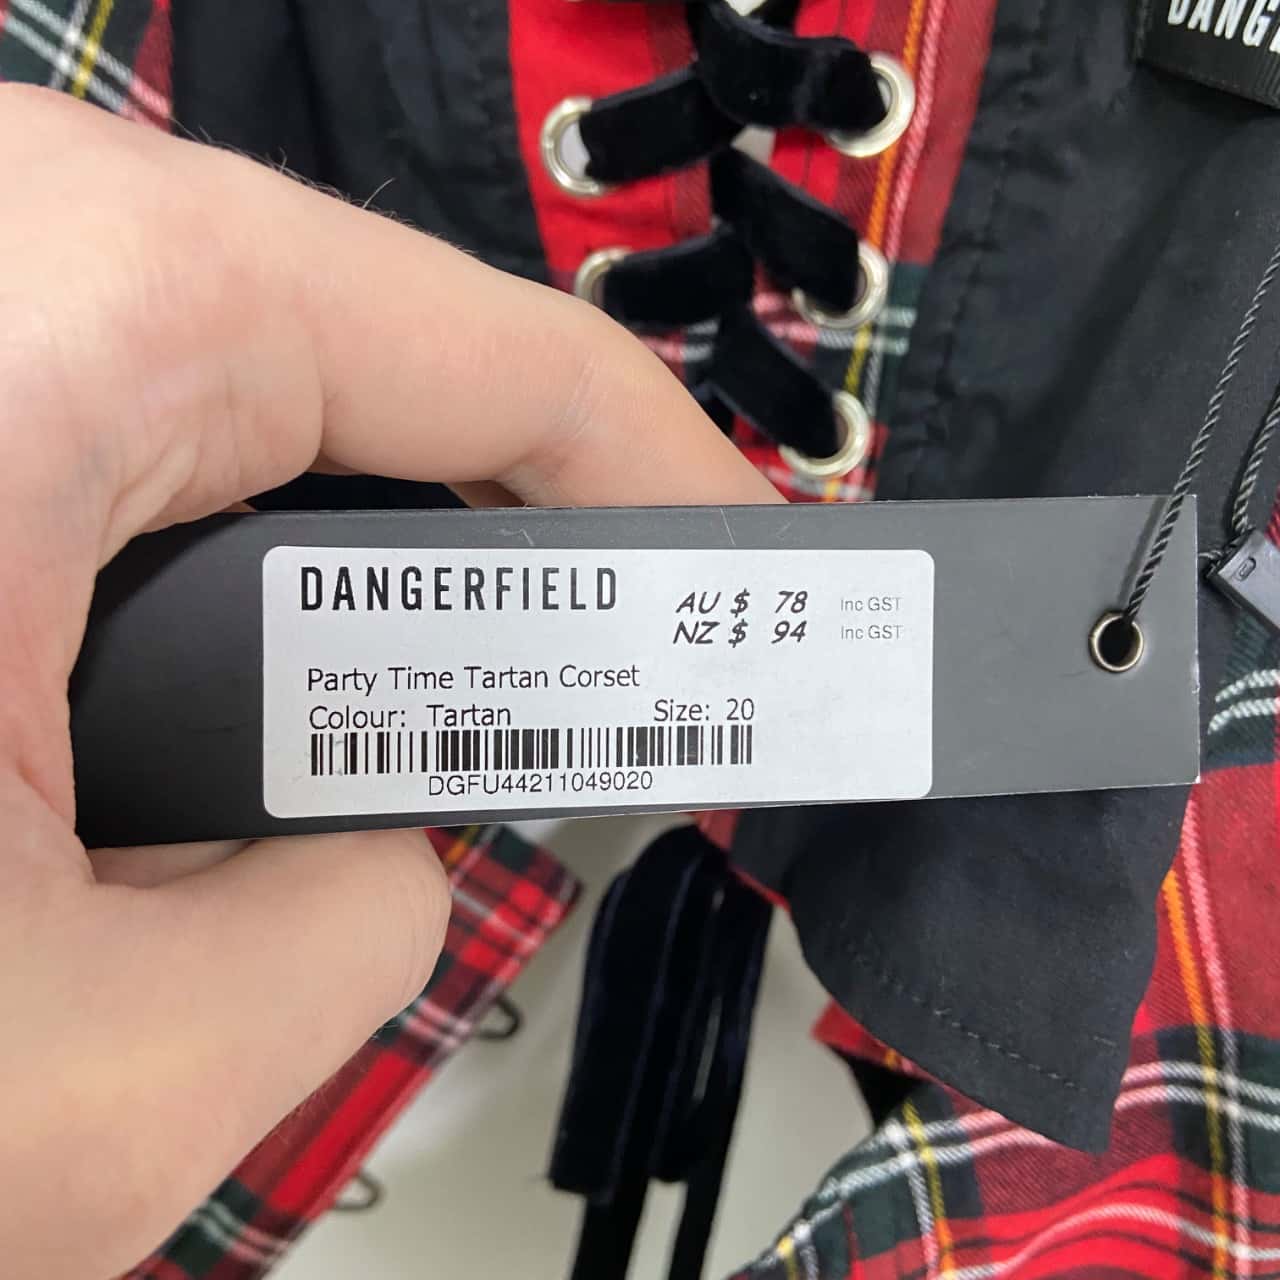 DANGERFIELD
AU $ 78 Inc GST
NZ $ 94 Inc GST
Party Time Tartan Corset
Colour: Tartan Size: 20
DGFU44211049020